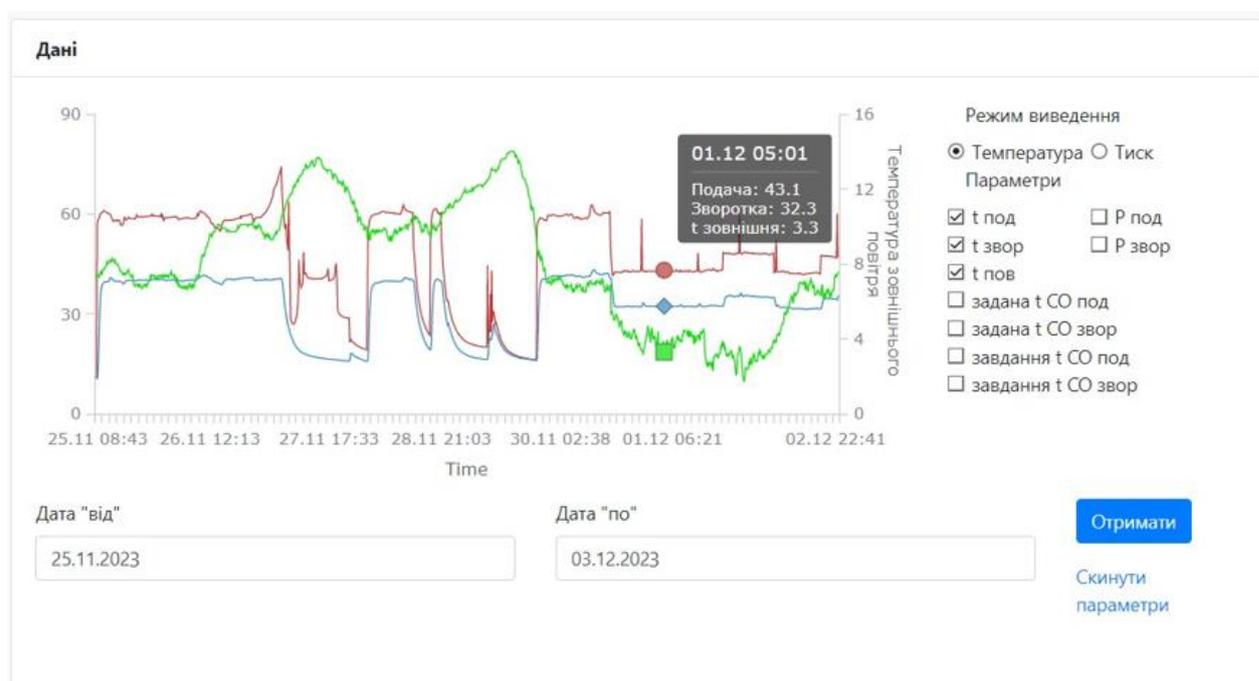 Дані
90
60
30
0
16
12
8
4
0
Температура зовнішнього
повітря
01.12 05:01
Подача: 43.1
Зворотка: 32.3
t зовнішня: 3.3
25.11 08:43 26.11 12:13 27.11 17:33 28.11 21:03 30.11 02:38 01.12 06:21 02.12 22:41
Time
Режим виведення
Температура Тиск
Параметри
t под P под
t звор P звор
t пов
задана t СО под
задана t СО звор
завдання t СО под
завдання t СО звор
Дата "від" Дата "по"
25.11.2023 03.12.2023
Отримати
Скинути
параметри